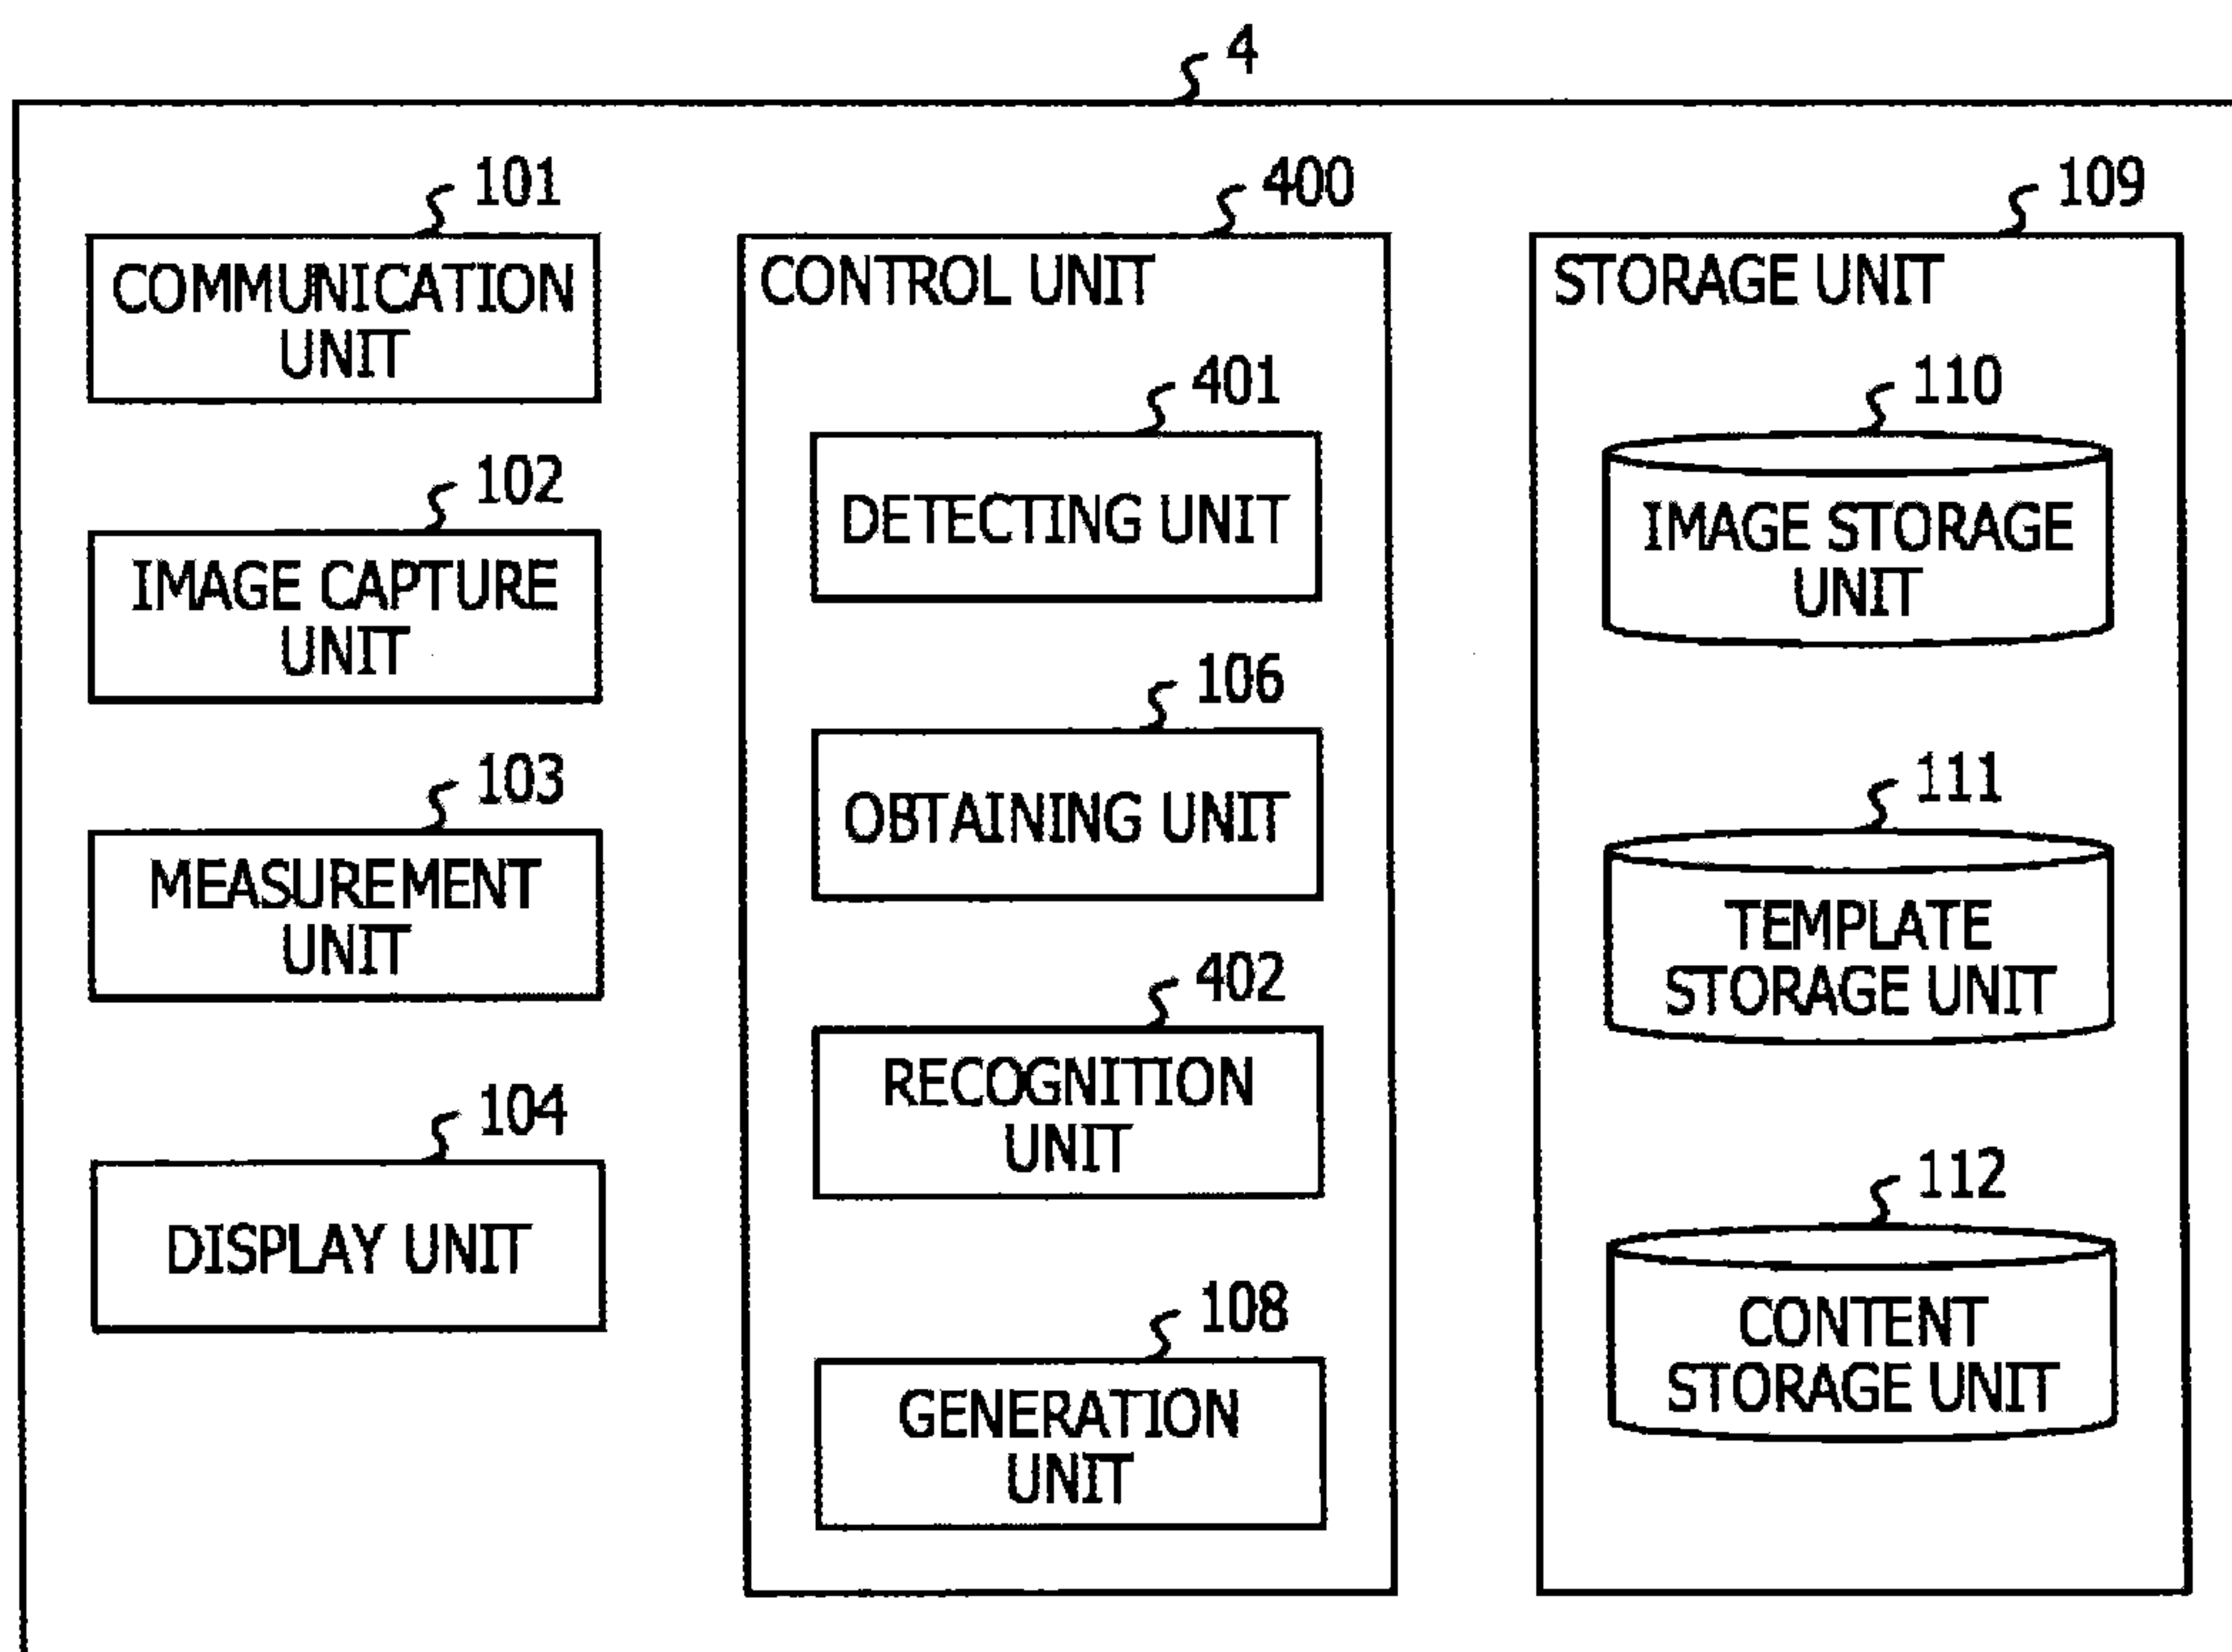 4
101
COMMUNICATION
UNIT
102
IMAGE CAPTURE
UNIT
103
MEASUREMENT
UNIT
104
DISPLAY UNIT
400
CONTROL UNIT
401
DETECTING UNIT
106
OBTAINING UNIT
402
RECOGNITION
UNIT
108
GENERATION
UNIT
109
STORAGE UNIT
110
IMAGE STORAGE
UNIT
111
TEMPLATE
STORAGE UNIT
112
CONTENT
STORAGE UNIT